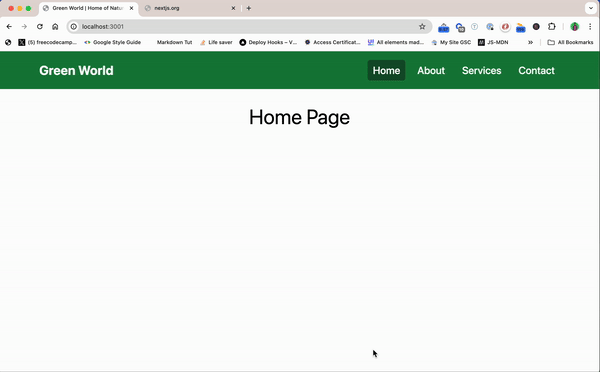 Green World | Home of Natur
nextjs.org
localhost:3001
(5) freecodecamp...
Google Style Guide
Markdown Tut
Life saver
Deploy Hooks – V...
Access Certificat...
All elements mad...
My Site GSC
JS-MDN
All Bookmarks
Green World
Home
About
Services
Contact
Home Page